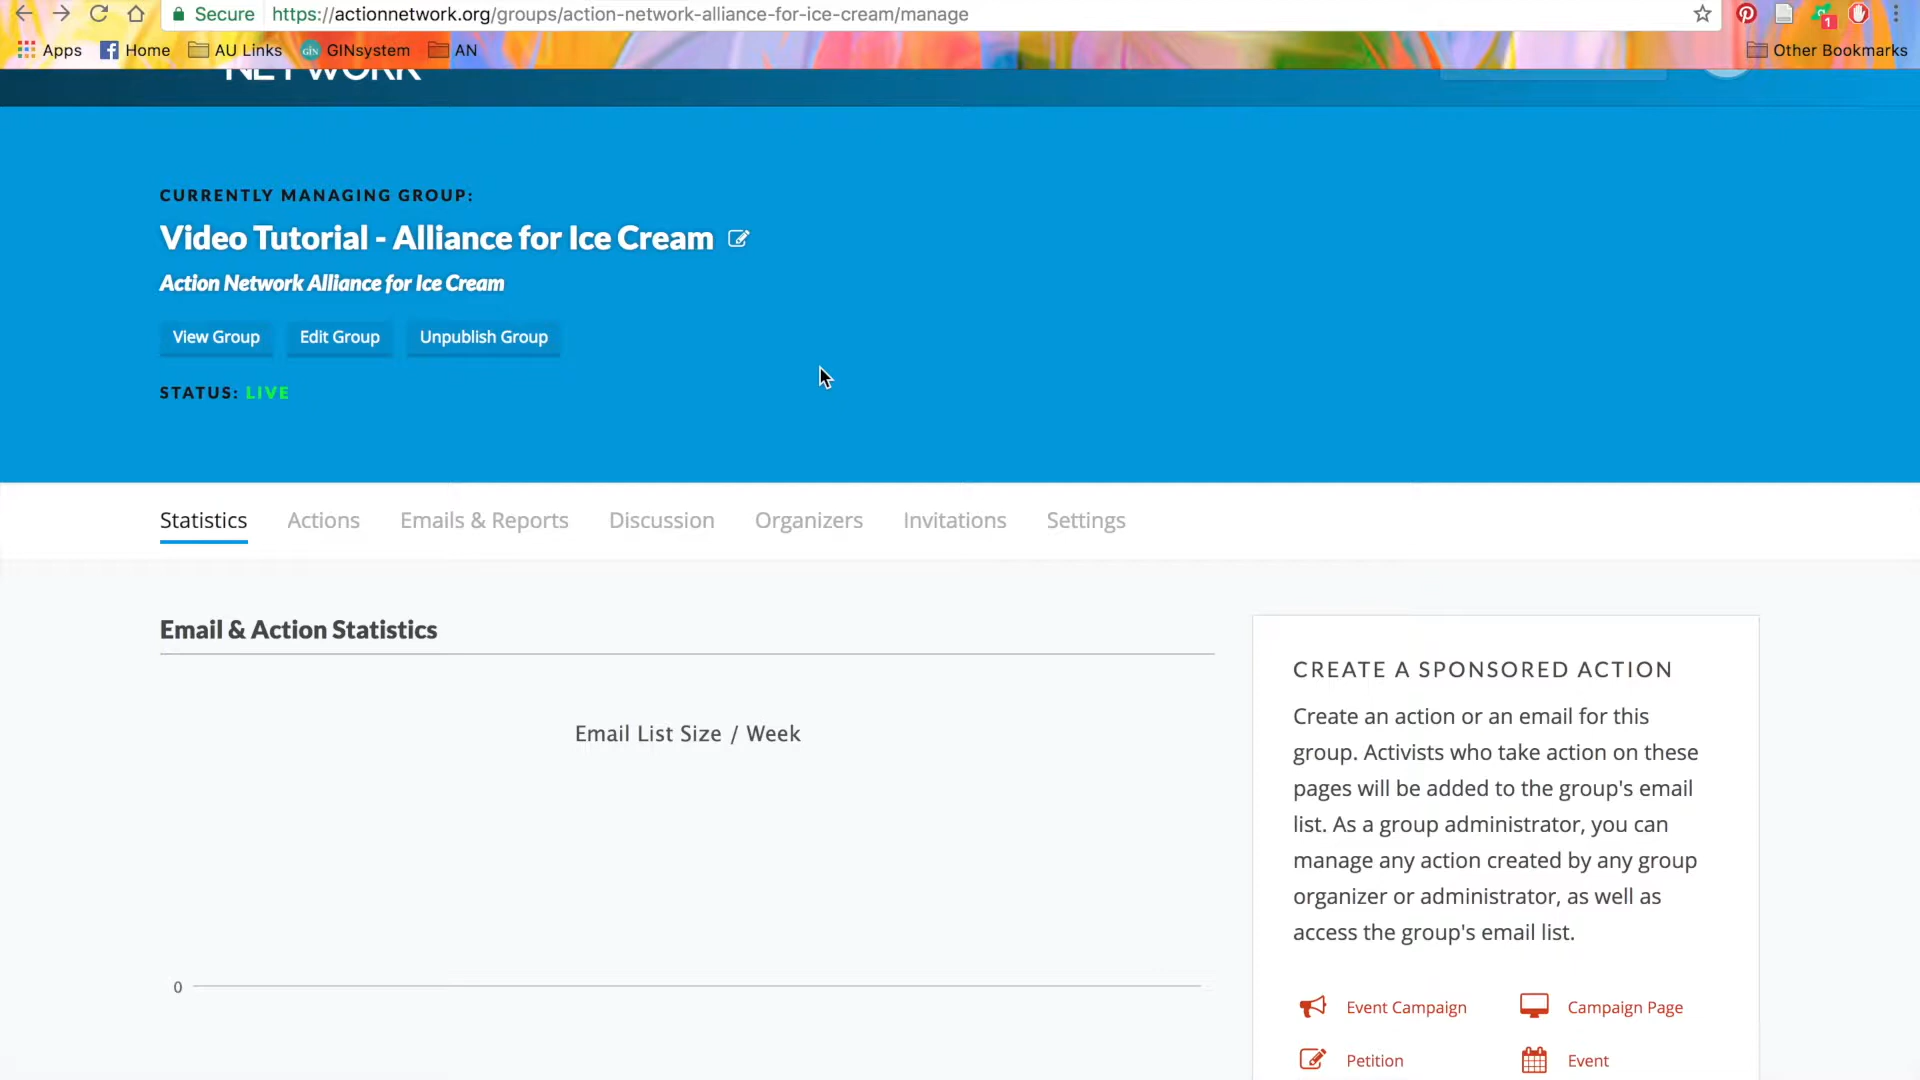 Secure https://actionnetwork.org/groups/action-network-alliance-for-ice-cream/manage
1
Apps Home AU Links GIN GINsystem AN Other Bookmarks
NETWORK
CURRENTLY MANAGING GROUP:
Video Tutorial - Alliance for Ice Cream
Action Network Alliance for Ice Cream
View Group Edit Group Unpublish Group
STATUS: LIVE
Statistics Actions Emails & Reports Discussion Organizers Invitations Settings
Email & Action Statistics
Email List Size / Week
0
CREATE A SPONSORED ACTION
Create an action or an email for this
group. Activists who take action on these
pages will be added to the group's email
list. As a group administrator, you can
manage any action created by any group
organizer or administrator, as well as
access the group's email list.
Event Campaign Campaign Page
Petition Event